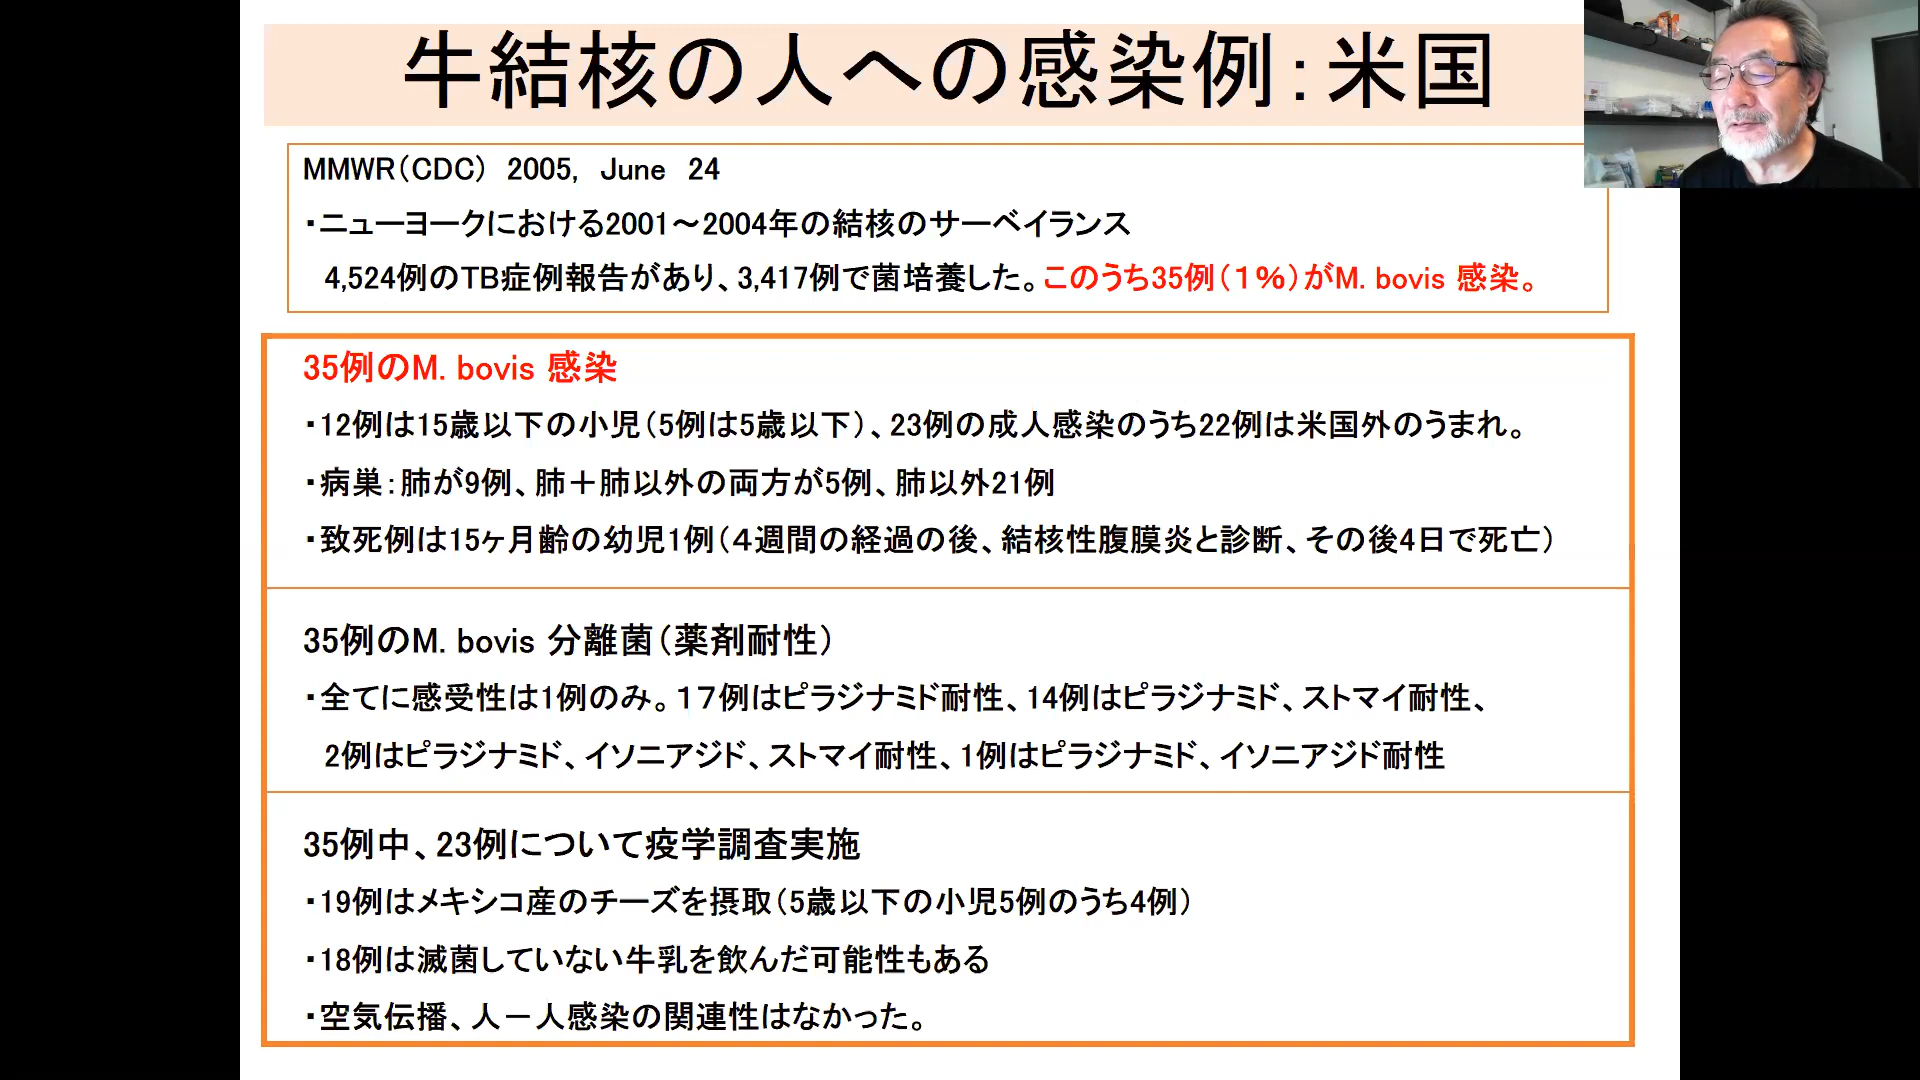 牛結核の人への感染例：米国
MMWR（CDC） 2005, June 24
・ニューヨークにおける2001～2004年の結核のサーベイランス
4,524例のTB症例報告があり、3,417例で菌培養した。このうち35例（１％）がM. bovis 感染。
35例のM. bovis 感染
・12例は15歳以下の小児（5例は5歳以下）、23例の成人感染のうち22例は米国外のうまれ。
・病巣：肺が9例、肺＋肺以外の両方が5例、肺以外21例
・致死例は15ヶ月齢の幼児1例（４週間の経過の後、結核性腹膜炎と診断、その後4日で死亡）
35例のM. bovis 分離菌（薬剤耐性）
・全てに感受性は1例のみ。１７例はピラジナミド耐性、14例はピラジナミド、ストマイ耐性、
2例はピラジナミド、イソニアジド、ストマイ耐性、1例はピラジナミド、イソニアジド耐性
35例中、23例について疫学調査実施
・19例はメキシコ産のチーズを摂取（5歳以下の小児5例のうち4例）
・18例は滅菌していない牛乳を飲んだ可能性もある
・空気伝播、人－人感染の関連性はなかった。